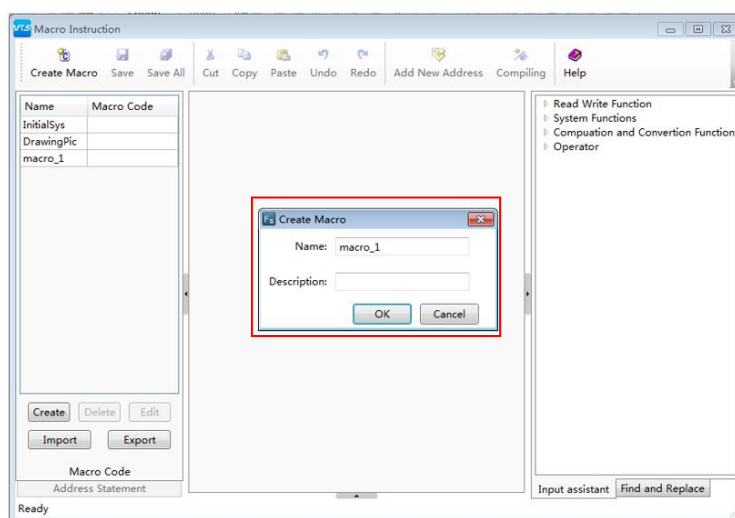 VTS Macro Instruction
Create Macro Save Save All Cut Copy Paste Undo Redo Add New Address Compiling Help
Name Macro Code
InitialSys
DrawingPic
macro_1
Read Write Function
System Functions
Compuation and Convertion Function
Operator
FS Create Macro
Name: macro_1
Description:
OK Cancel
Create Delete Edit
Import Export
Macro Code
Address Statement
Input assistant Find and Replace
Ready